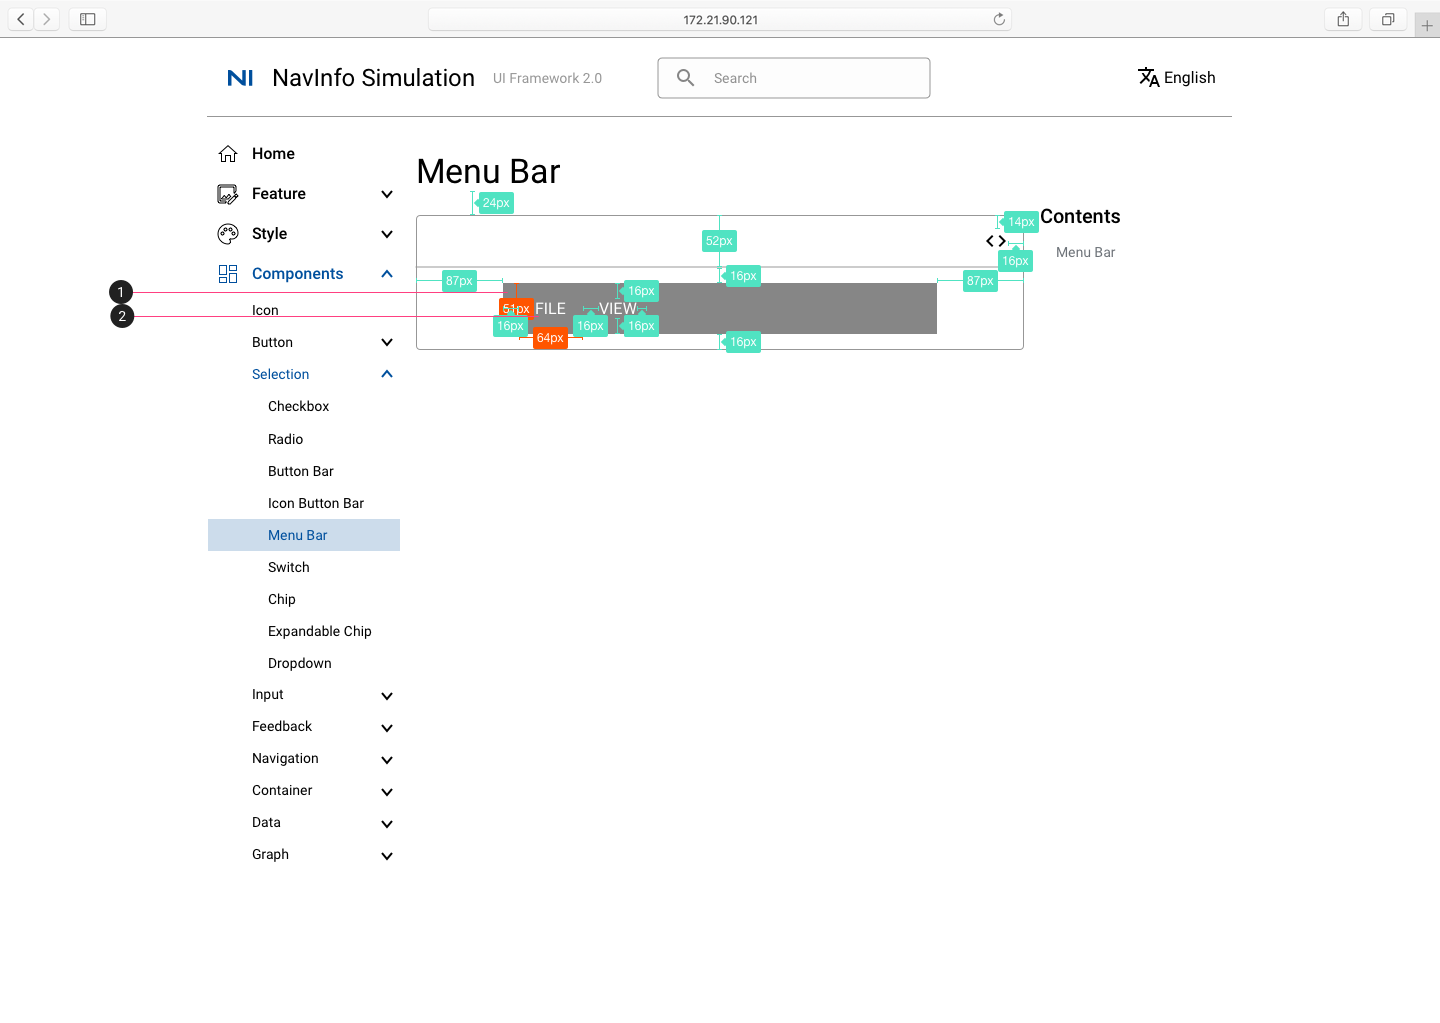 172.21.90.121
NI NavInfo Simulation UI Framework 2.0 Search English
Home
Feature
Style
Components
Icon
Button
Selection
Checkbox
Radio
Button Bar
Icon Button Bar
Menu Bar
Switch
Chip
Expandable Chip
Dropdown
Input
Feedback
Navigation
Container
Data
Graph
Menu Bar
24px
14px
52px
16px
87px
16px
87px
1
2
16px
51px
FILE
VIEW
16px
16px
16px
64px
16px
Contents
Menu Bar